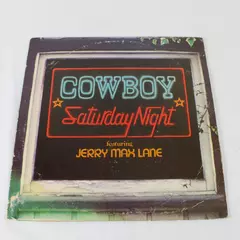 COWBOY
Saturday Night
featuring
JERRY MAX LANE